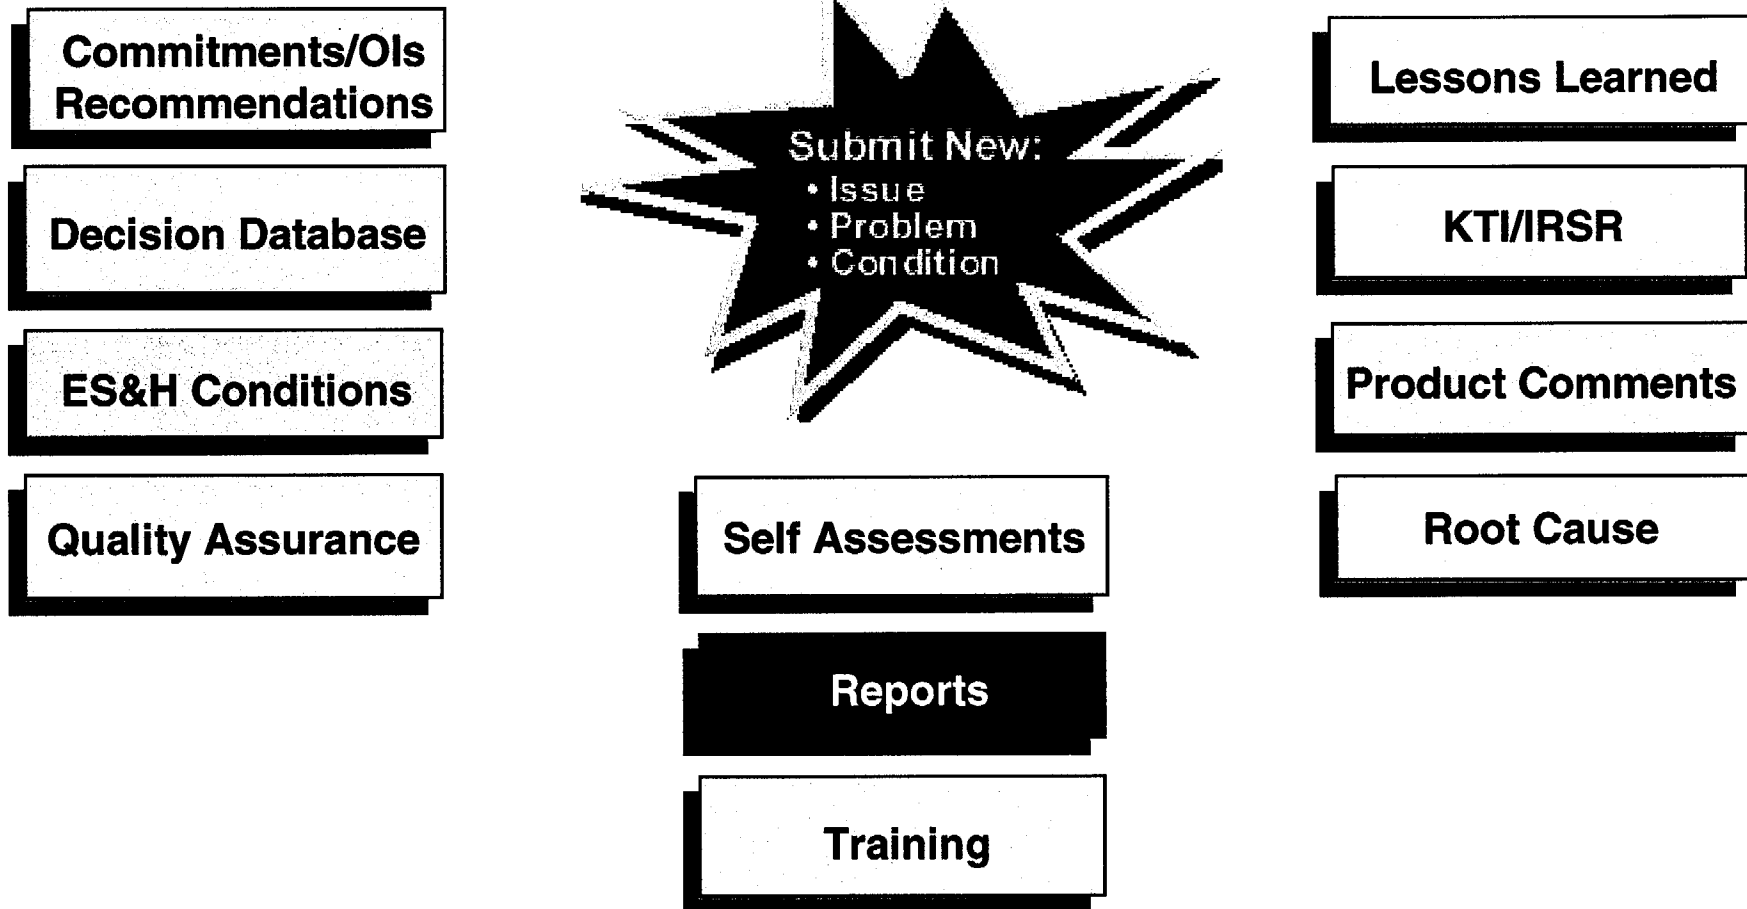 Commitments/OIs
Recommendations
Decision Database
ES&H Conditions
Quality Assurance
Submit New:
• Issue
• Problem
• Condition
Self Assessments
Reports
Training
Lessons Learned
KTI/IRSR
Product Comments
Root Cause